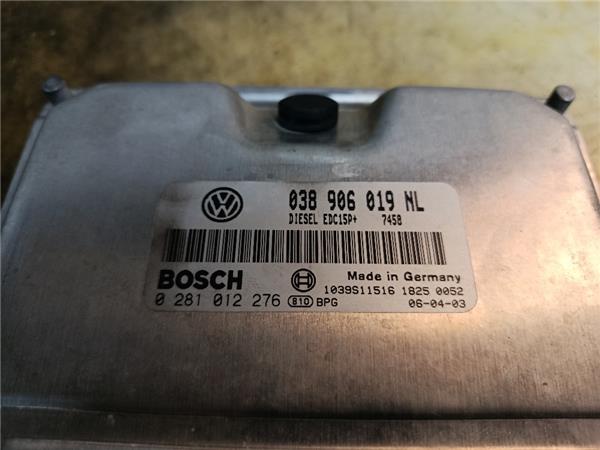 038 906 019 NL
DIESEL EDC15P+ 7458
BOSCH
Made in Germany
1039S11516 1825 0052
0 281 012 276 810 BPG 06-04-03